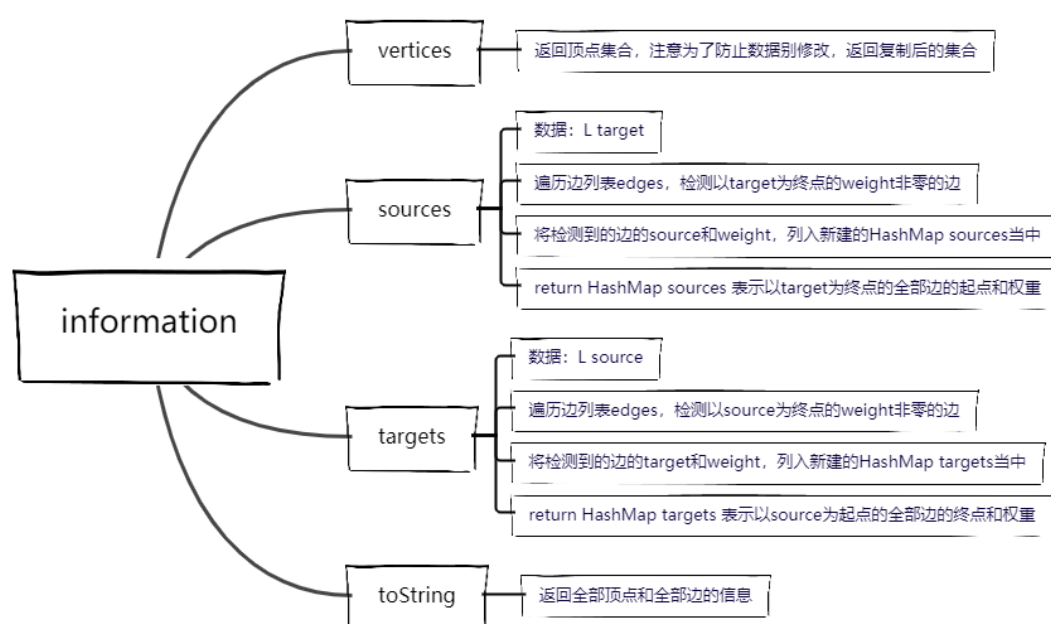 information
vertices
返回顶点集合，注意为了防止数据别修改，返回复制后的集合
sources
数据：L target
遍历边列表edges，检测以target为终点的weight非零的边
将检测到的边的source和weight，列入新建的HashMap sources当中
return HashMap sources 表示以target为终点的全部边的起点和权重
targets
数据：L source
遍历边列表edges，检测以source为终点的weight非零的边
将检测到的边的target和weight，列入新建的HashMap targets当中
return HashMap targets 表示以source为起点的全部边的终点和权重
toString
返回全部顶点和全部边的信息